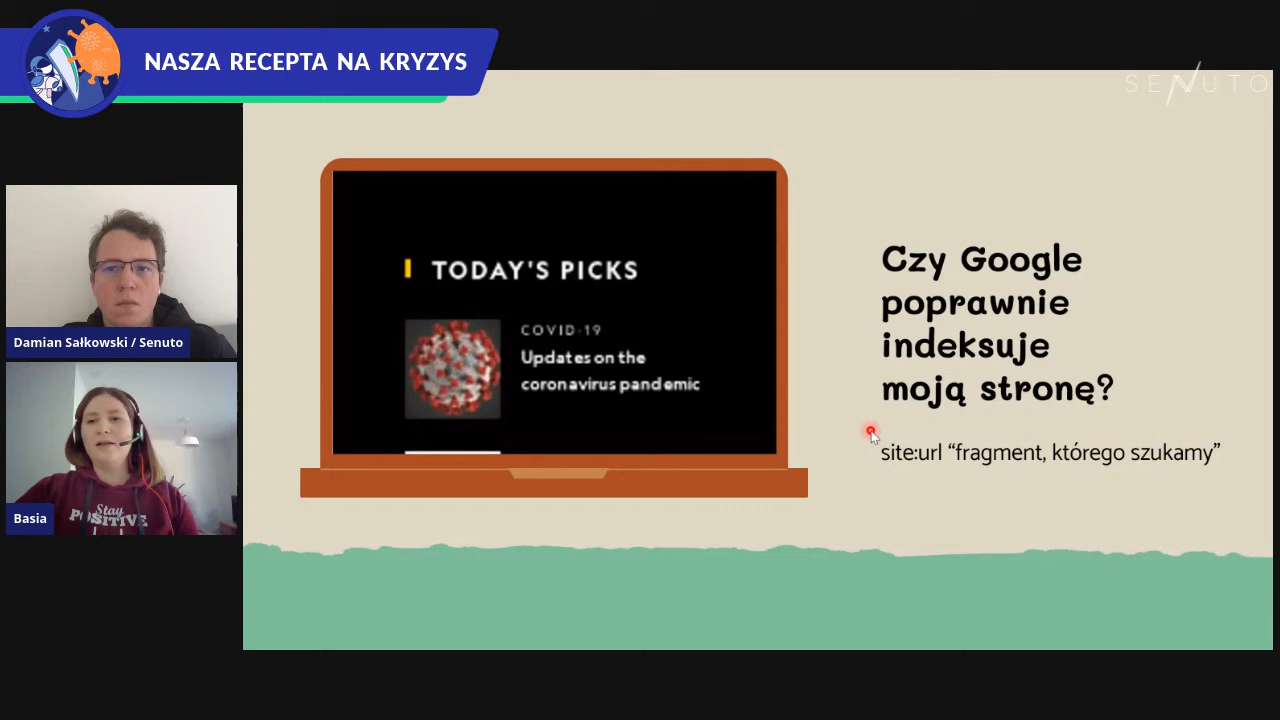 NASZA RECEPTA NA KRYZYS
SENUTO
Damian Sałkowski / Senuto
Stay
POSITIVE
Basia
TODAY'S PICKS
COVID-19
Updates on the
coronavirus pandemic
Czy Google
poprawnie
indeksuje
moją stronę?
site:url “fragment, którego szukamy”